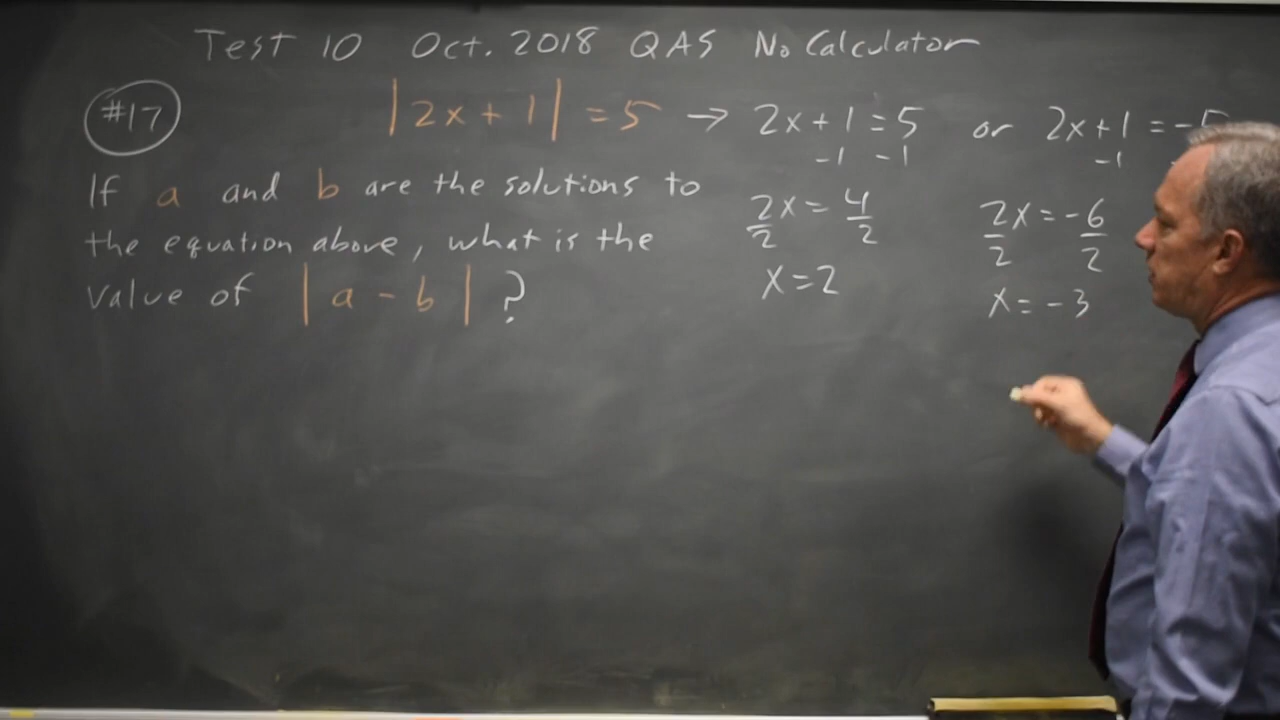 Test 10 Oct. 2018 QAS No Calculator
#17
|2x + 1| = 5 → 2x + 1 = 5 or 2x + 1 = -5
-1 -1 -1
If a and b are the solutions to
the equation above, what is the
value of |a - b| ?
2x = 4
2 2
x = 2
2x = -6
2 2
x = -3